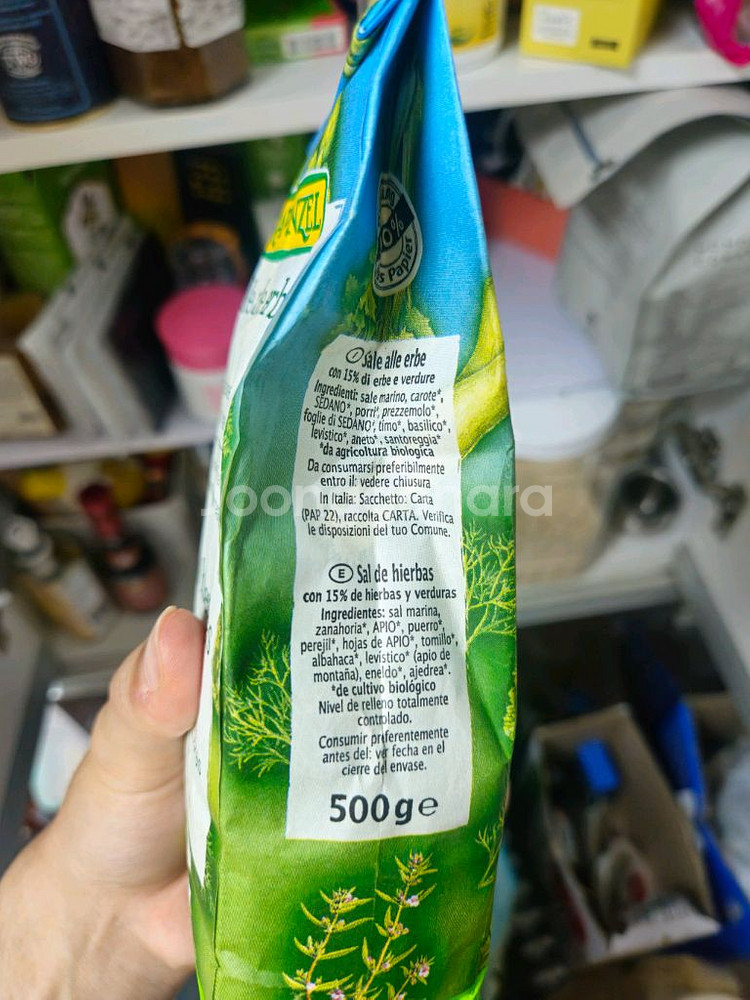 Sale alle erbe
con 15% di erbe e verdure
Ingredienti: sale marino, carote*,
SEDANO*, porri*, prezzemolo*,
foglie di SEDANO*, timo*, basilico*,
levistico*, aneto*, santoreggia*
*da agricoltura biologica
Da consumarsi preferibilmente
entro il: vedere chiusura
In Italia: Sacchetto: Carta
(PAP 22), raccolta CARTA. Verifica
le disposizioni del tuo Comune.
E Sal de hierbas
con 15% de hierbas y verduras
Ingredientes: sal marina,
zanahoria*, APIO*, puerro*,
perejil*, hojas de APIO*, tomillo*,
albahaca*, levístico* (apio de
montaña), eneldo*, ajedrea*.
*de cultivo biológico
Nivel de relleno totalmente
controlado.
Consumir preferentemente
antes del: ver fecha en el
cierre del envase.
500g e